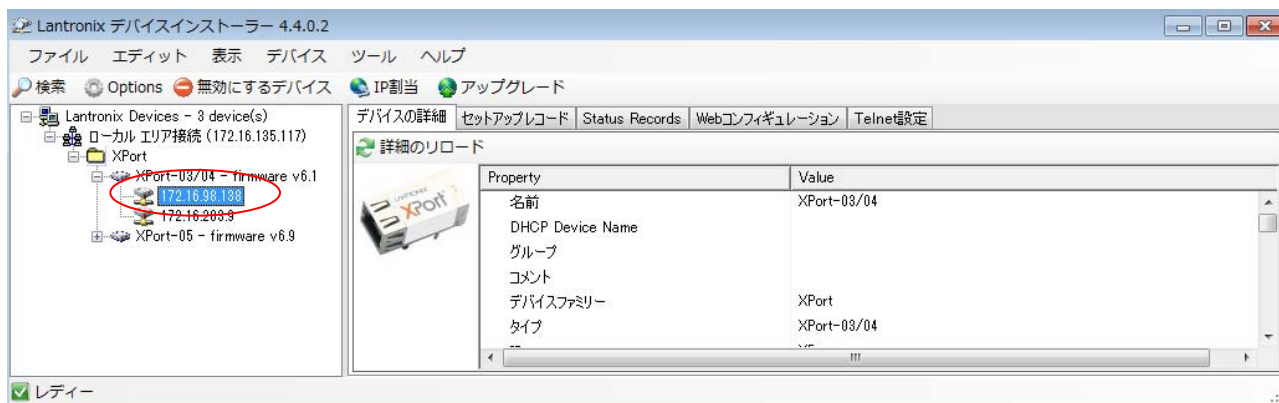 Lantronix デバイスインストーラー 4.4.0.2
ファイル エディット 表示 デバイス ツール ヘルプ
検索 Options 無効にするデバイス IP割当 アップグレード
Lantronix Devices - 3 device(s)
ローカル エリア接続 (172.16.135.117)
XPort
XPort-03/04 - firmware v6.1
172.16.98.138
172.16.203.9
XPort-05 - firmware v6.9
デバイスの詳細 セットアップレコード Status Records Webコンフィギュレーション Telnet設定
詳細のリロード
LANTRONIX
XPort
Property Value
名前 XPort-03/04
DHCP Device Name
グループ
コメント
デバイスファミリー XPort
タイプ XPort-03/04
レディー